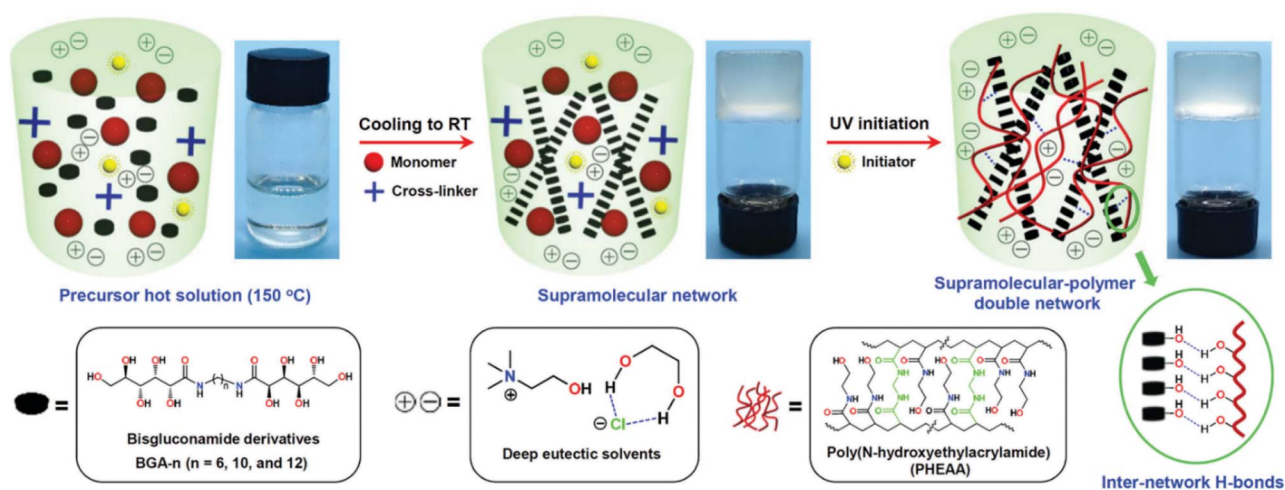 Cooling to RT
Monomer
Cross-linker
UV initiation
Initiator
Precursor hot solution (150 °C)
Supramolecular network
Supramolecular-polymer
double network
Bisgluconamide derivatives
BGA-n (n = 6, 10, and 12)
Deep eutectic solvents
Poly(N-hydroxyethylacrylamide)
(PHEAA)
Inter-network H-bonds